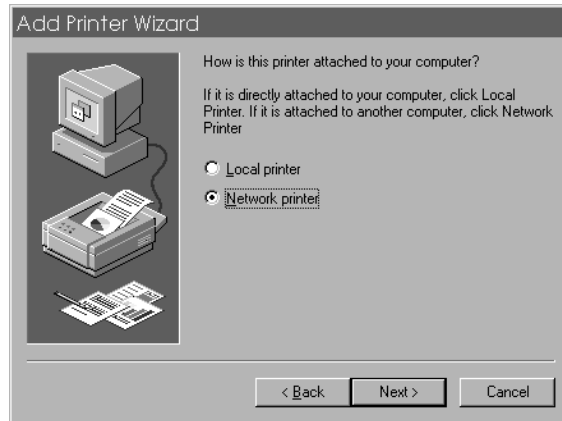 Add Printer Wizard
How is this printer attached to your computer?
If it is directly attached to your computer, click Local
Printer. If it is attached to another computer, click Network
Printer
Local printer
Network printer
< Back
Next >
Cancel